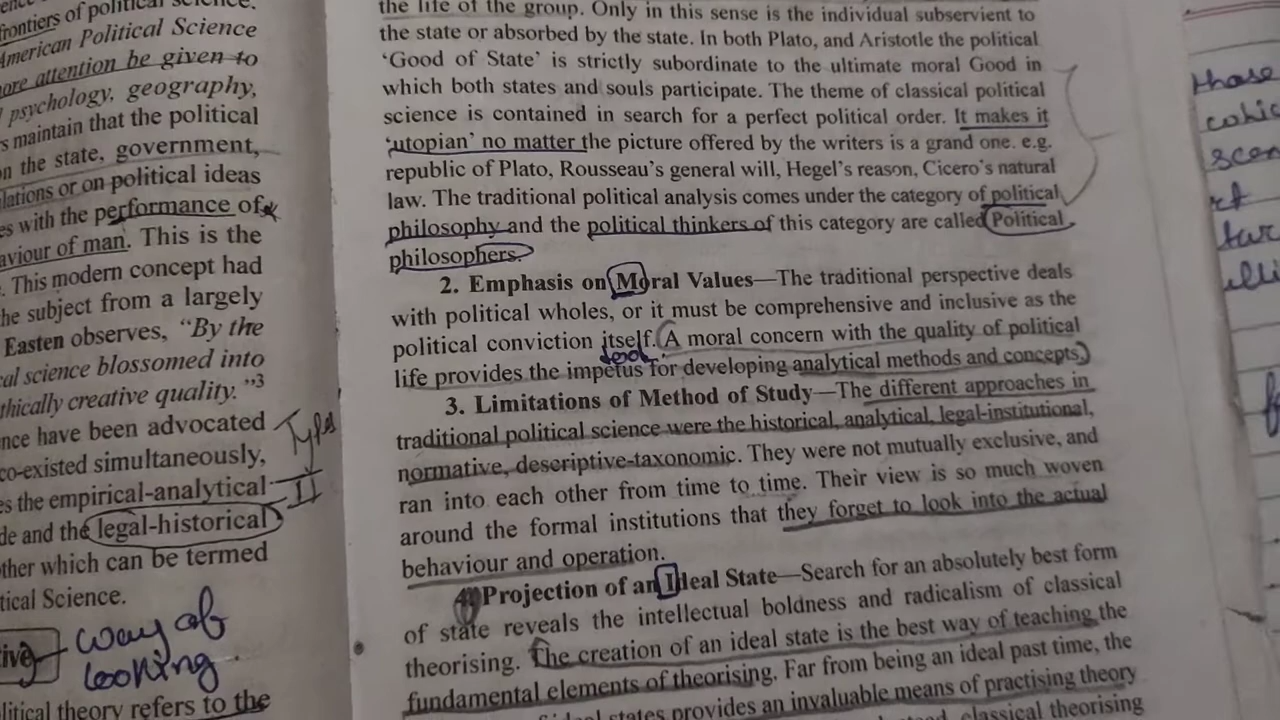 frontiers of political science.
American Political Science
more attention be given to
psychology, geography,
maintain that the political
on the state, government,
or on political ideas
with the performance of
behaviour of man. This is the
This modern concept had
the subject from a largely
Easten observes, “By the
science blossomed into
creative quality.”3
have been advocated
co-existed simultaneously,
the empirical-analytical
and the legal-historical
other which can be termed
Science.
Type
II
way of
looking
theory refers to the
the life of the group. Only in this sense is the individual subservient to
the state or absorbed by the state. In both Plato, and Aristotle the political
‘Good of State’ is strictly subordinate to the ultimate moral Good in
which both states and souls participate. The theme of classical political
science is contained in search for a perfect political order. It makes it
‘utopian’ no matter the picture offered by the writers is a grand one. e.g.
republic of Plato, Rousseau’s general will, Hegel’s reason, Cicero’s natural
law. The traditional political analysis comes under the category of political
philosophy and the political thinkers of this category are called Political
philosophers.
2. Emphasis on Moral Values—The traditional perspective deals
with political wholes, or it must be comprehensive and inclusive as the
political conviction itself. A moral concern with the quality of political
life provides the impetus for developing analytical methods and concepts.
3. Limitations of Method of Study—The different approaches in
traditional political science were the historical, analytical, legal-institutional,
normative, descriptive-taxonomic. They were not mutually exclusive, and
ran into each other from time to time. Their view is so much woven
around the formal institutions that they forget to look into the actual
behaviour and operation.
4. Projection of an Ideal State—Search for an absolutely best form
of state reveals the intellectual boldness and radicalism of classical
theorising. The creation of an ideal state is the best way of teaching the
fundamental elements of theorising. Far from being an ideal past time, the
states provides an invaluable means of practising theory
classical theorising